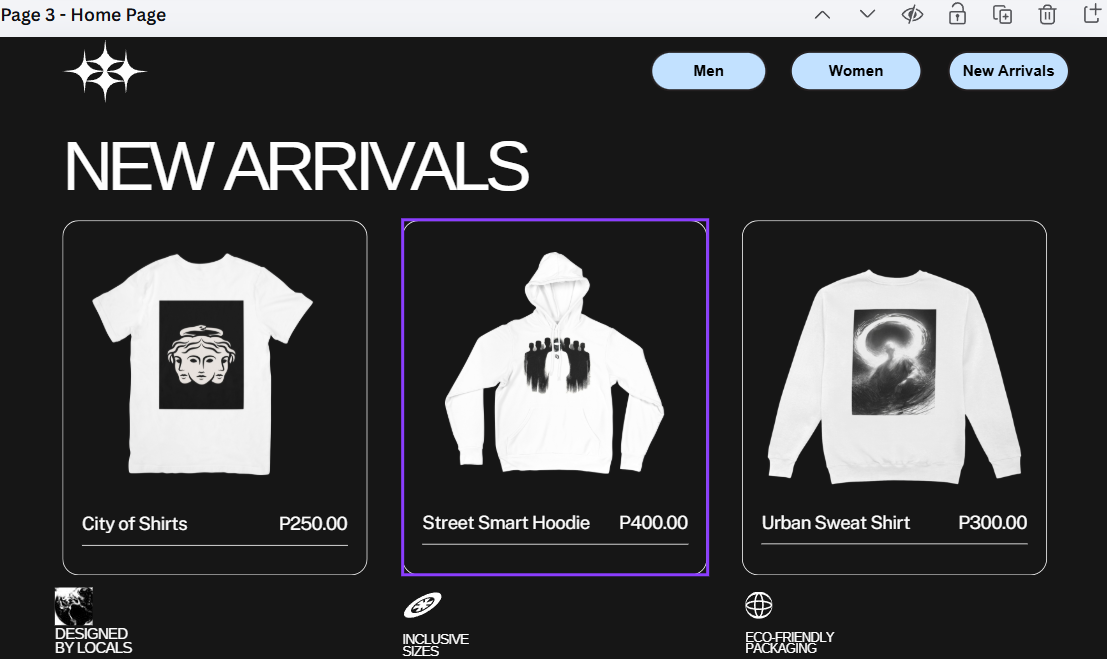 Page 3 - Home Page
Men Women New Arrivals
NEW ARRIVALS
City of Shirts P250.00
Street Smart Hoodie P400.00
Urban Sweat Shirt P300.00
DESIGNED
BY LOCALS
INCLUSIVE
SIZES
ECO-FRIENDLY
PACKAGING